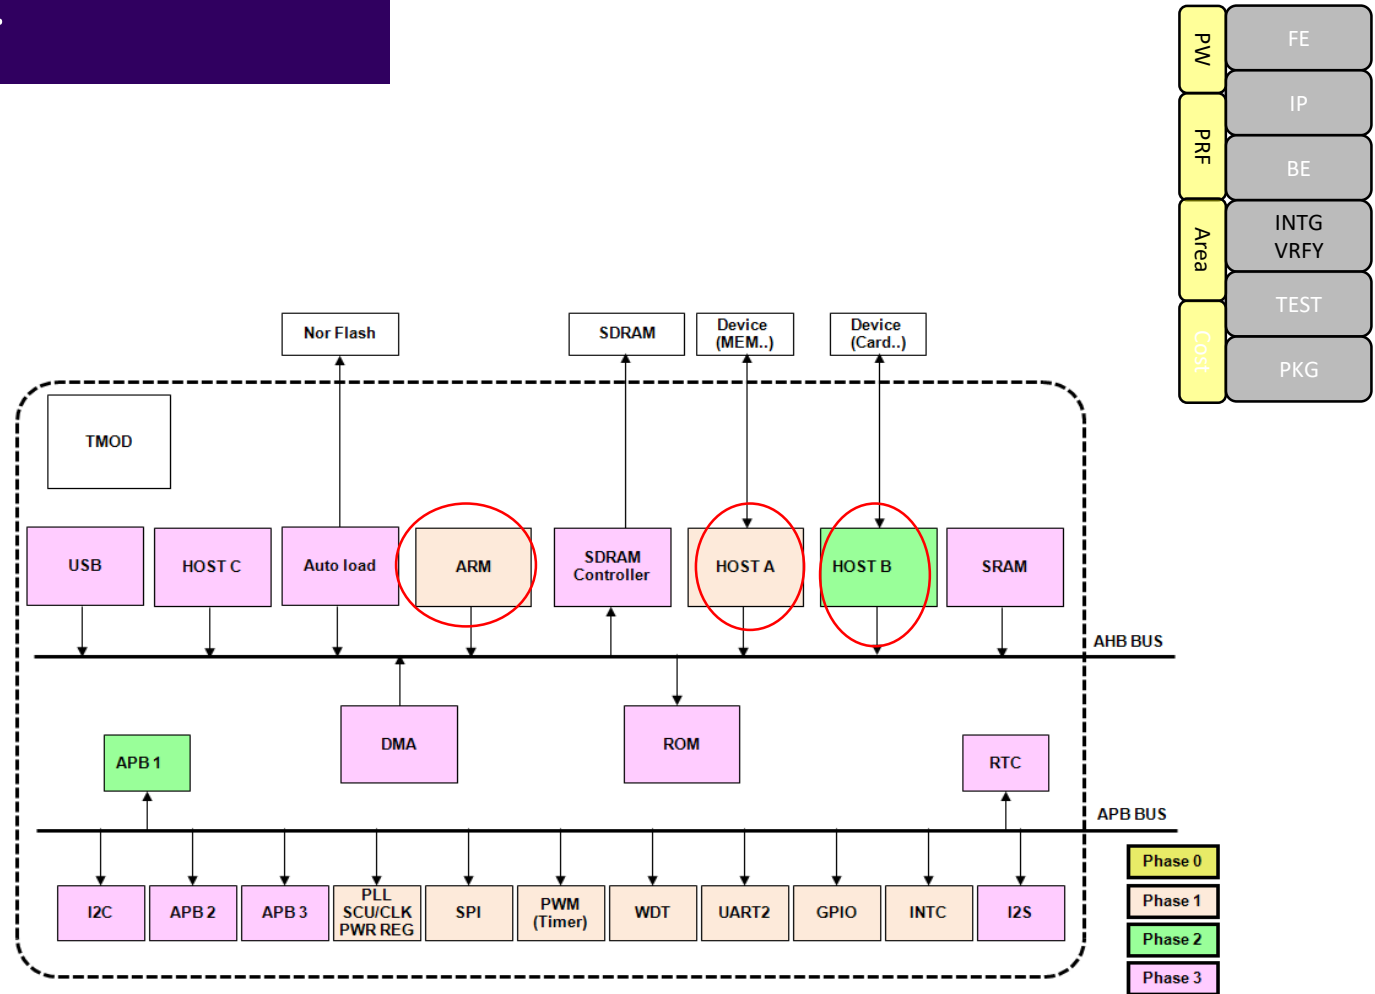 PW
PRF
Area
Cost
FE
IP
BE
INTG
VRFY
TEST
PKG
Nor Flash
SDRAM
Device
(MEM..)
Device
(Card..)
TMOD
USB
HOST C
Auto load
ARM
SDRAM
Controller
HOST A
HOST B
SRAM
AHB BUS
DMA
ROM
APB 1
RTC
APB BUS
I2C
APB 2
APB 3
PLL
SCU/CLK
PWR REG
SPI
PWM
(Timer)
WDT
UART2
GPIO
INTC
I2S
Phase 0
Phase 1
Phase 2
Phase 3